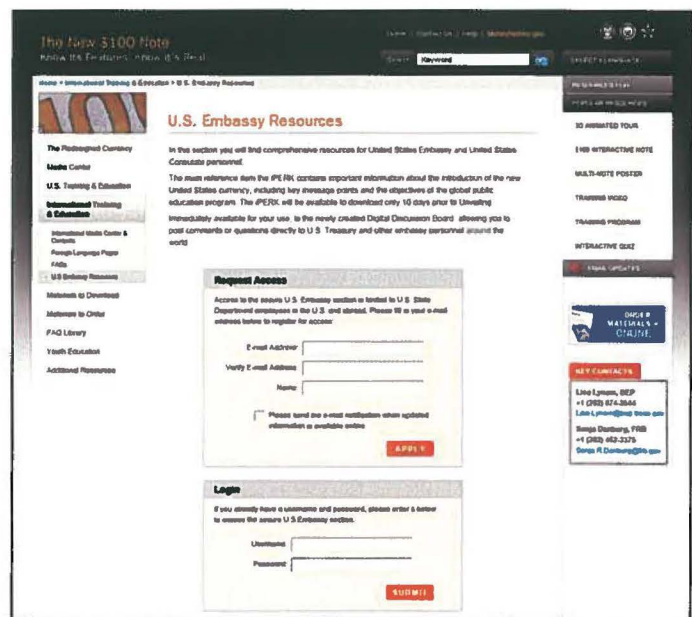 The New $100 Note
Know Its Features. Know It's Real.
Home | Contact Us | Help |
Search Keyword
SELECT A LANGUAGE
Home > International Training & Education > U.S. Embassy Resources
U.S. Embassy Resources
In this section you will find comprehensive resources for United States Embassy and United States
Consulate personnel.
The main reference item the iPERK contains important information about the introduction of the new
United States currency, including key message points and the objectives of the global public
education program. The iPERK will be available to download only 10 days prior to Unveiling
Immediately available for your use, is the newly created Digital Discussion Board allowing you to
post comments or questions directly to U.S. Treasury and other embassy personnel around the
world
The Redesigned Currency
Media Center
U.S. Training & Education
International Training
& Education
International Media Center &
Contacts
Foreign Language Pages
FAQs
U.S Embassy Resources
Materials to Download
Materials to Order
FAQ Library
Youth Education
Additional Resources
Request Access
Access to the secure U.S. Embassy section is limited to U.S. State
Department employees in the U.S. and abroad. Please fill in your e-mail
address below to register for access:
E-mail Address
Verify E-mail Address
Name
Please send me e-mail notification when updated
information is available online
APPLY
Login
If you already have a username and password, please enter it below
to access the secure U.S Embassy section.
Username
Password
SUBMIT
3D ANIMATED TOUR
$100 INTERACTIVE NOTE
MULTI-NOTE POSTER
TRAINING VIDEO
TRAINING PROGRAM
INTERACTIVE QUIZ
EMAIL UPDATES
ORDER
MATERIALS
ONLINE
KEY CONTACTS
BEP
FRB